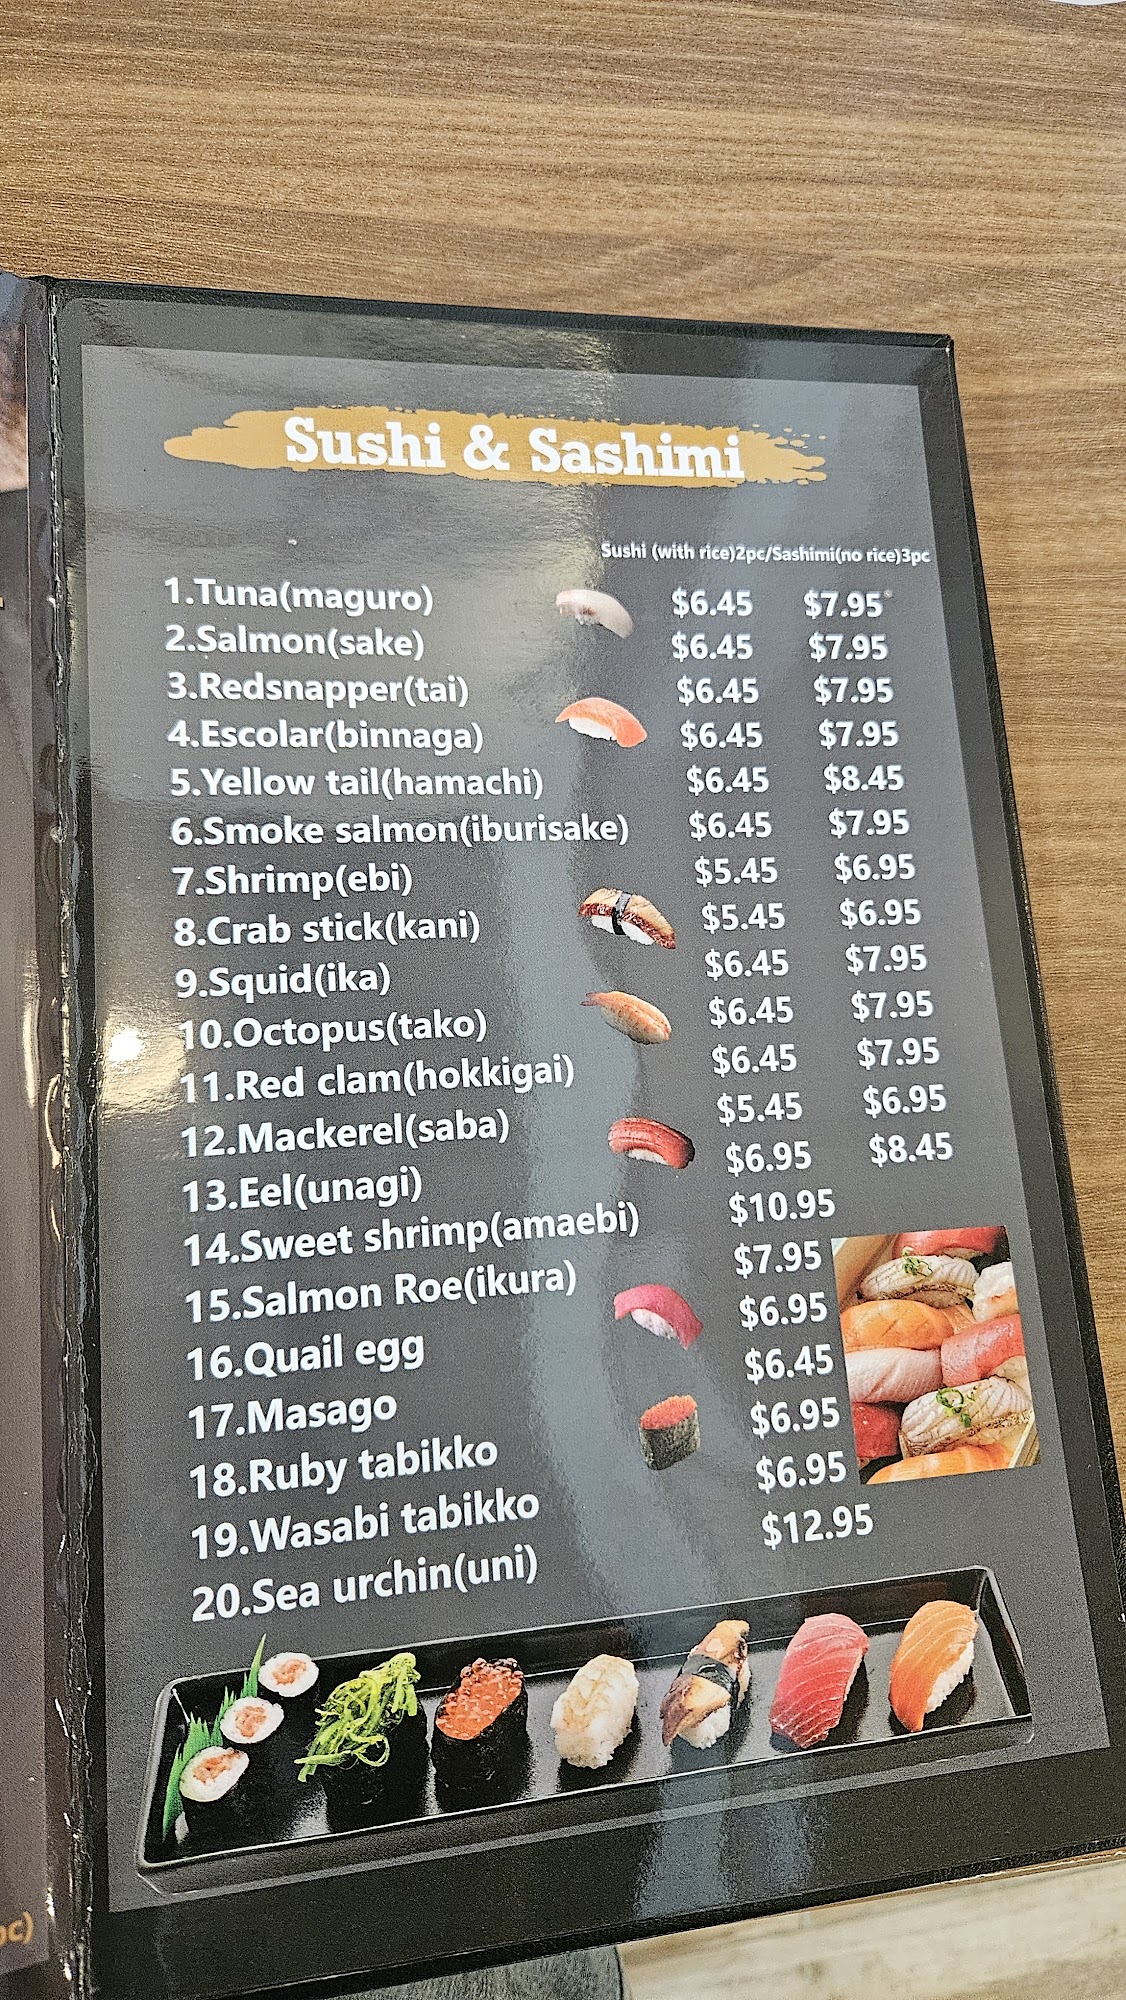 Sushi & Sashimi
Sushi (with rice)2pc/Sashimi(no rice)3pc
1.Tuna(maguro) $6.45 $7.95
2.Salmon(sake) $6.45 $7.95
3.Redsnapper(tai) $6.45 $7.95
4.Escolar(binnaga) $6.45 $7.95
5.Yellow tail(hamachi) $6.45 $8.45
6.Smoke salmon(iburisake) $6.45 $7.95
7.Shrimp(ebi) $5.45 $6.95
8.Crab stick(kani) $5.45 $6.95
9.Squid(ika) $6.45 $7.95
10.Octopus(tako) $6.45 $7.95
11.Red clam(hokkigai) $6.45 $7.95
12.Mackerel(saba) $5.45 $6.95
13.Eel(unagi) $6.95 $8.45
14.Sweet shrimp(amaebi) $10.95
15.Salmon Roe(ikura) $7.95
16.Quail egg $6.95
17.Masago $6.45
18.Ruby tabikko $6.95
19.Wasabi tabikko $6.95
20.Sea urchin(uni) $12.95